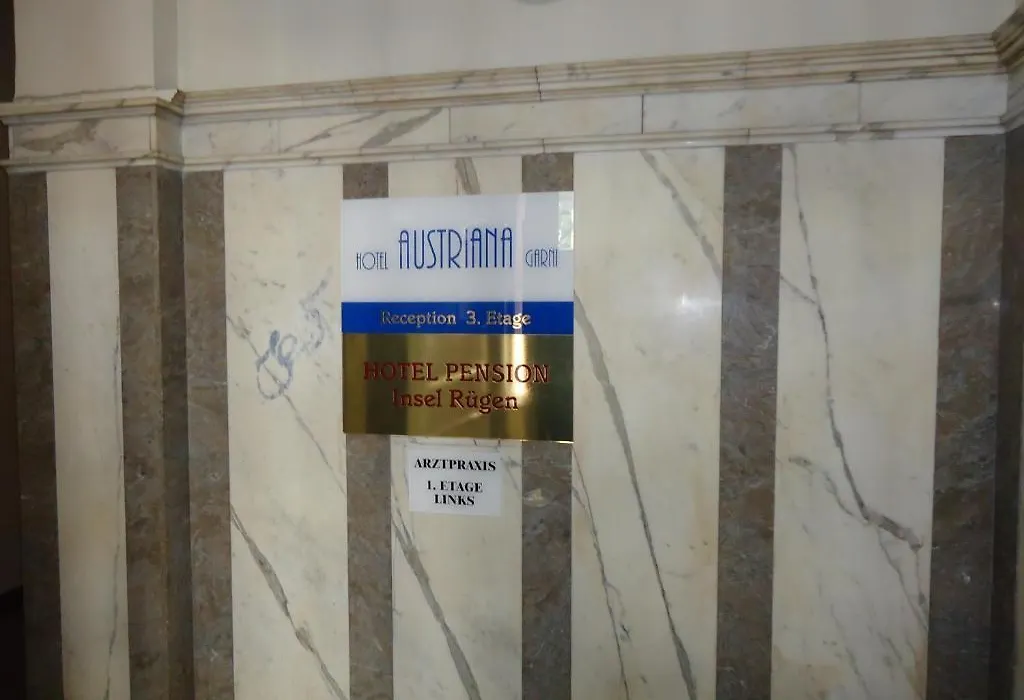 HOTEL AUSTRIANA GARNI
Reception 3. Etage
HOTEL PENSION
Insel Rügen
ARZTPRAXIS
1. ETAGE
LINKS